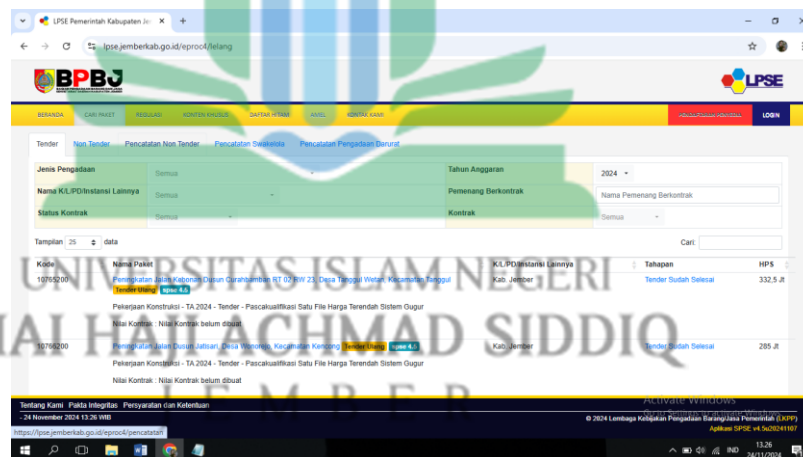 LPSE Pemerintah Kabupaten Je
lpse.jemberkab.go.id/eproc4/lelang
BPBJ
LPSE
BERANDA CARI PAKET REGULASI KONTEN KHUSUS DAFTAR HITAM AMEL KONTAK KAMI LOGIN
Tender Non Tender Pencatatan Non Tender Pencatatan Swakelola Pencatatan Pengadaan Darurat
Jenis Pengadaan Semua Tahun Anggaran 2024
Nama K/L/PD/Instansi Lainnya Semua Pemenang Berkontrak Nama Pemenang Berkontrak
Status Kontrak Semua Kontrak Semua
Tampilan 25 data Cari:
Kode Nama Paket K/L/PD/Instansi Lainnya Tahapan HPS
10765200 Peningkatan Jalan Kebonan Dusun Curahbamban RT 02 RW 23, Desa Tanggul Wetan, Kecamatan Tanggul Kab. Jember Tender Sudah Selesai 332,5 Jt
Tender Ulang spse 4.5
Pekerjaan Konstruksi - TA 2024 - Tender - Pascakualifikasi Satu File Harga Terendah Sistem Gugur
Nilai Kontrak : Nilai Kontrak belum dibuat
10766200 Peningkatan Jalan Dusun Jatisari, Desa Wonorejo, Kecamatan Kencong Tender Ulang spse 4.5 Kab. Jember Tender Sudah Selesai 285 Jt
Pekerjaan Konstruksi - TA 2024 - Tender - Pascakualifikasi Satu File Harga Terendah Sistem Gugur
Nilai Kontrak : Nilai Kontrak belum dibuat
UNIVERSITAS ISLAM NEGERI
HAJI ACHMAD SIDDIQ
JEMBER
Activate Windows
Tentang Kami Pakta Integritas Persyaratan dan Ketentuan
- 24 November 2024 13:26 WIB
© 2024 Lembaga Kebijakan Pengadaan Barang/Jasa Pemerintah (LKPP)
Aplikasi SPSE v4.5u20241107
https://lpse.jemberkab.go.id/eproc4/pencatatan
IND 13.26
24/11/2024